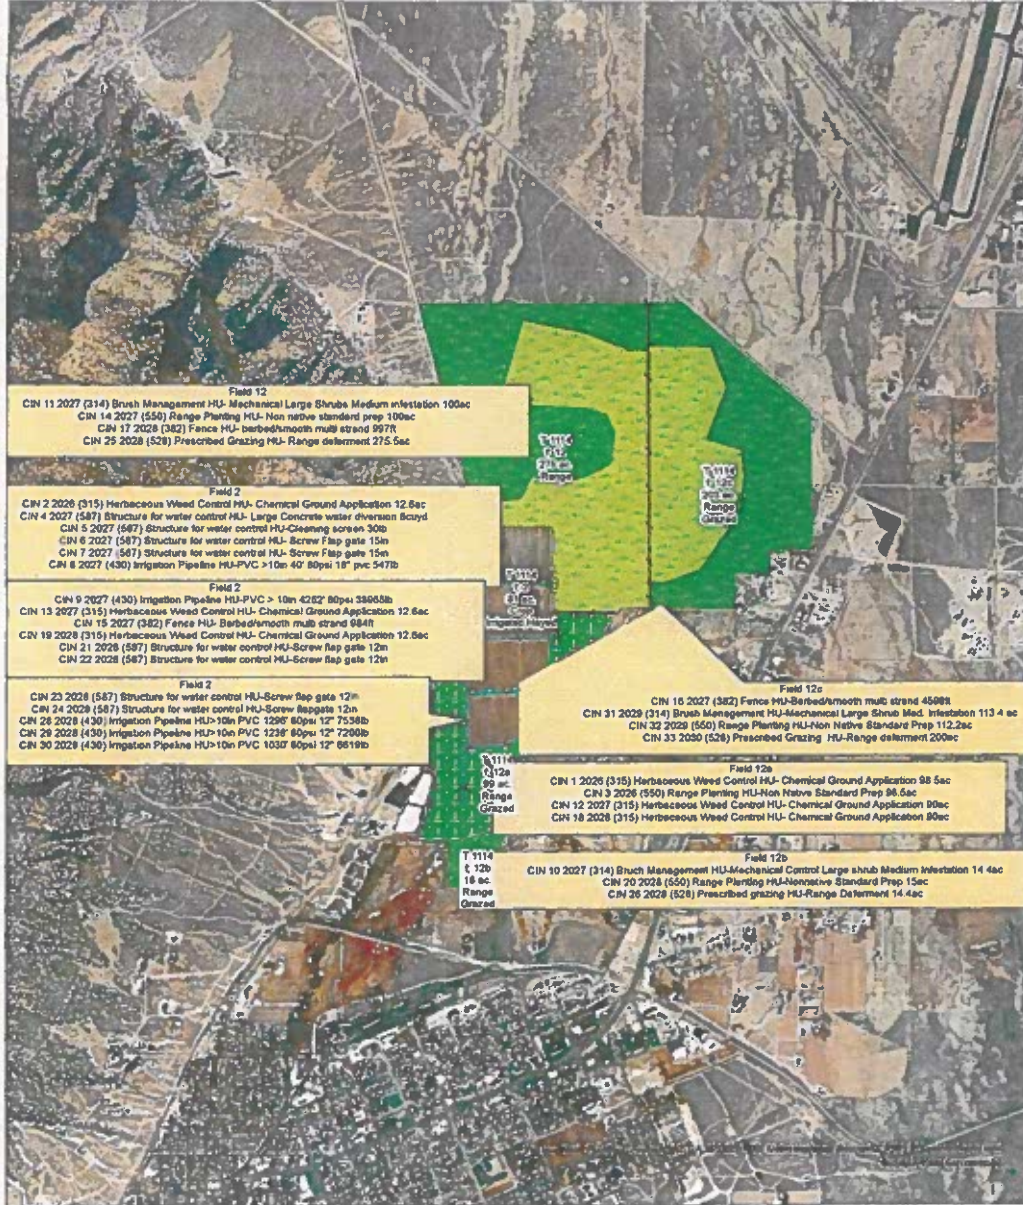 Field 12
CIN 11 2027 (314) Brush Management HU- Mechanical Large Shrubs Medium infestation 100ac
CIN 14 2027 (550) Range Planting HU- Non native standard prep 100ac
CIN 17 2028 (382) Fence HU- barbed/smooth multi strand 997ft
CIN 25 2028 (528) Prescribed Grazing HU- Range deferment 275.5ac
T-1114
f. 12
276 ac.
Range
T-1114
f. 12c
Range
Grazed
Field 2
CIN 2 2026 (315) Herbaceous Weed Control HU- Chemical Ground Application 12.6ac
CIN 4 2027 (587) Structure for water control HU- Large Concrete water diversion 8cuyd
CIN 5 2027 (587) Structure for water control HU-Cleaning screen 30lb
CIN 6 2027 (587) Structure for water control HU- Screw Flap gate 15in
CIN 7 2027 (587) Structure for water control HU- Screw Flap gate 15in
CIN 8 2027 (430) Irrigation Pipeline HU-PVC >10in 40' 80psi 18" pvc 547lb
T-1114
Field 2
CIN 9 2027 (430) Irrigation Pipeline HU-PVC > 10in 4262' 80psi 38965lb
CIN 13 2027 (315) Herbaceous Weed Control HU- Chemical Ground Application 12.6ac
CIN 15 2027 (382) Fence HU- Barbed/smooth multi strand 984ft
CIN 19 2028 (315) Herbaceous Weed Control HU- Chemical Ground Application 12.6ac
CIN 21 2028 (587) Structure for water control HU-Screw flap gate 12in
CIN 22 2028 (587) Structure for water control HU-Screw flap gate 12in
Field 2
CIN 23 2028 (587) Structure for water control HU-Screw flap gate 12in
CIN 24 2028 (587) Structure for water control HU-Screw flapgate 12in
CIN 28 2028 (430) Irrigation Pipeline HU>10in PVC 1296' 80psi 12" 7538lb
CIN 29 2028 (430) Irrigation Pipeline HU>10in PVC 1238' 80psi 12" 7200lb
CIN 30 2028 (430) Irrigation Pipeline HU>10in PVC 1030' 80psi 12" 6619lb
Field 12c
CIN 16 2027 (382) Fence HU-Barbed/smooth multi strand 4598ft
CIN 31 2029 (314) Brush Management HU-Mechanical Large Shrub Med. Infestation 113.4 ac
CIN 32 2029 (550) Range Planting HU-Non Native Standard Prep 112.2ac
CIN 33 2030 (528) Prescribed Grazing HU-Range deferment 200ac
T-1114
f. 12a
99 ac.
Range
Grazed
Field 12a
CIN 1 2026 (315) Herbaceous Weed Control HU- Chemical Ground Application 98.5ac
CIN 3 2026 (550) Range Planting HU-Non Native Standard Prep 98.5ac
CIN 12 2027 (315) Herbaceous Weed Control HU- Chemical Ground Application 90ac
CIN 18 2028 (315) Herbaceous Weed Control HU- Chemical Ground Application 80ac
T 1114
f. 12b
16 ac.
Range
Grazed
Field 12b
CIN 10 2027 (314) Bruch Management HU-Mechanical Control Large shrub Medium Infestation 14.4ac
CIN 20 2028 (550) Range Planting HU-Nonnative Standard Prep 15ac
CIN 26 2028 (528) Prescribed grazing HU-Range Deferment 14.4ac